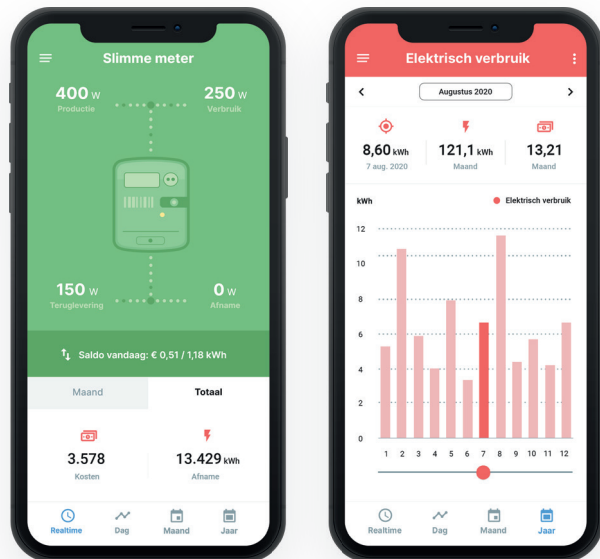 Slimme meter
400 W
Productie
250 W
Verbruik
150 W
Teruglevering
0 W
Afname
Saldo vandaag: € 0,51 / 1,18 kWh
Maand
Totaal
3.578
Kosten
13.429 kWh
Afname
Realtime
Dag
Maand
Jaar
Elektrisch verbruik
Augustus 2020
8,60 kWh
7 aug. 2020
121,1 kWh
Maand
13,21
Maand
kWh
Elektrisch verbruik
12
10
8
6
4
2
0
1 2 3 4 5 6 7 8 9 10 11 12
Realtime
Dag
Maand
Jaar